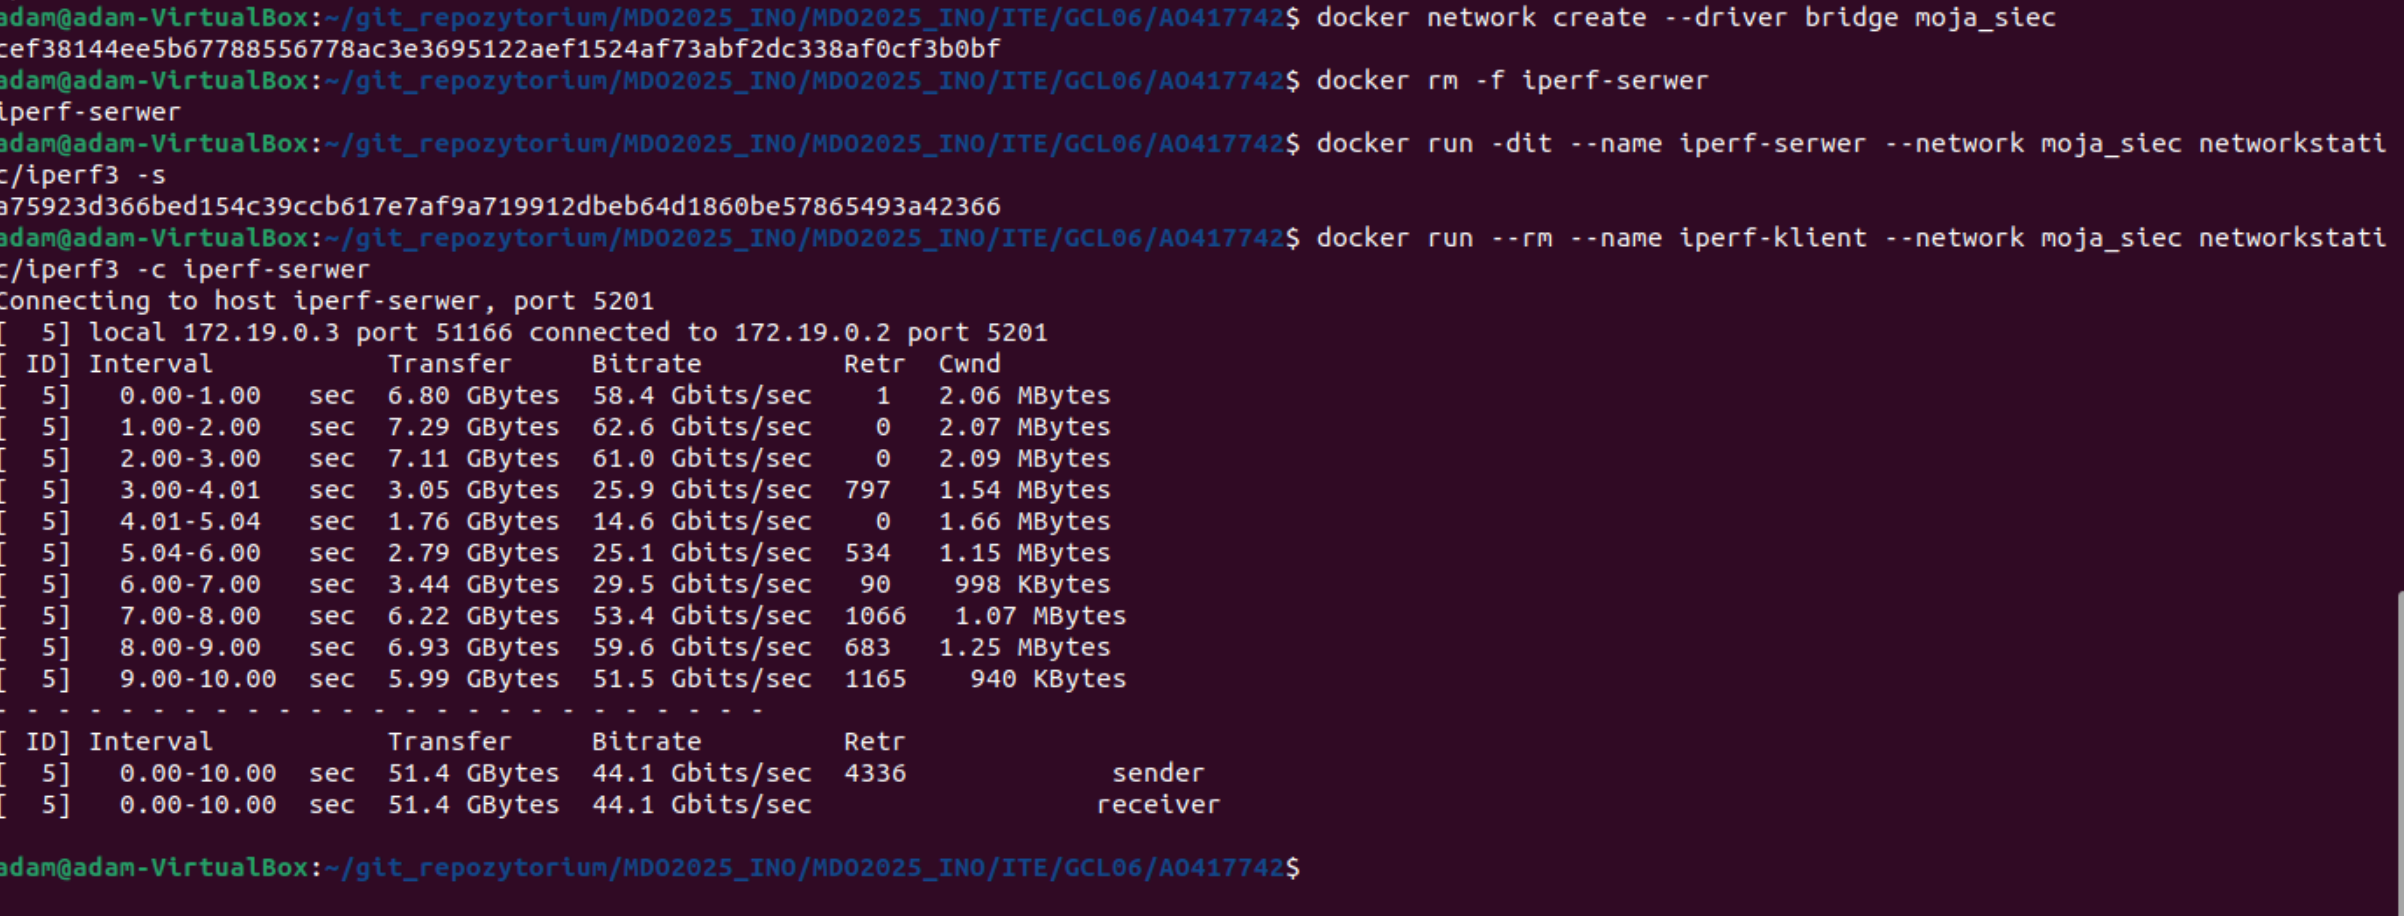 adam@adam-VirtualBox:~/git_repozytorium/MDO2025_INO/MDO2025_INO/ITE/GCL06/AO417742$ docker network create --driver bridge moja_siec
cef38144ee5b67788556778ac3e3695122aef1524af73abf2dc338af0cf3b0bf
adam@adam-VirtualBox:~/git_repozytorium/MDO2025_INO/MDO2025_INO/ITE/GCL06/AO417742$ docker rm -f iperf-serwer
iperf-serwer
adam@adam-VirtualBox:~/git_repozytorium/MDO2025_INO/MDO2025_INO/ITE/GCL06/AO417742$ docker run -dit --name iperf-serwer --network moja_siec networkstati
c/iperf3 -s
a75923d366bed154c39ccb617e7af9a719912dbeb64d1860be57865493a42366
adam@adam-VirtualBox:~/git_repozytorium/MDO2025_INO/MDO2025_INO/ITE/GCL06/AO417742$ docker run --rm --name iperf-klient --network moja_siec networkstati
c/iperf3 -c iperf-serwer
Connecting to host iperf-serwer, port 5201
[  5] local 172.19.0.3 port 51166 connected to 172.19.0.2 port 5201
[ ID] Interval           Transfer     Bitrate         Retr  Cwnd
[  5]   0.00-1.00   sec  6.80 GBytes  58.4 Gbits/sec    1   2.06 MBytes
[  5]   1.00-2.00   sec  7.29 GBytes  62.6 Gbits/sec    0   2.07 MBytes
[  5]   2.00-3.00   sec  7.11 GBytes  61.0 Gbits/sec    0   2.09 MBytes
[  5]   3.00-4.01   sec  3.05 GBytes  25.9 Gbits/sec  797   1.54 MBytes
[  5]   4.01-5.04   sec  1.76 GBytes  14.6 Gbits/sec    0   1.66 MBytes
[  5]   5.04-6.00   sec  2.79 GBytes  25.1 Gbits/sec  534   1.15 MBytes
[  5]   6.00-7.00   sec  3.44 GBytes  29.5 Gbits/sec   90    998 KBytes
[  5]   7.00-8.00   sec  6.22 GBytes  53.4 Gbits/sec  1066   1.07 MBytes
[  5]   8.00-9.00   sec  6.93 GBytes  59.6 Gbits/sec  683   1.25 MBytes
[  5]   9.00-10.00  sec  5.99 GBytes  51.5 Gbits/sec  1165    940 KBytes
- - - - - - - - - - - - - - - - - - - - - - - - -
[ ID] Interval           Transfer     Bitrate         Retr
[  5]   0.00-10.00  sec  51.4 GBytes  44.1 Gbits/sec  4336             sender
[  5]   0.00-10.00  sec  51.4 GBytes  44.1 Gbits/sec                  receiver
adam@adam-VirtualBox:~/git_repozytorium/MDO2025_INO/MDO2025_INO/ITE/GCL06/AO417742$